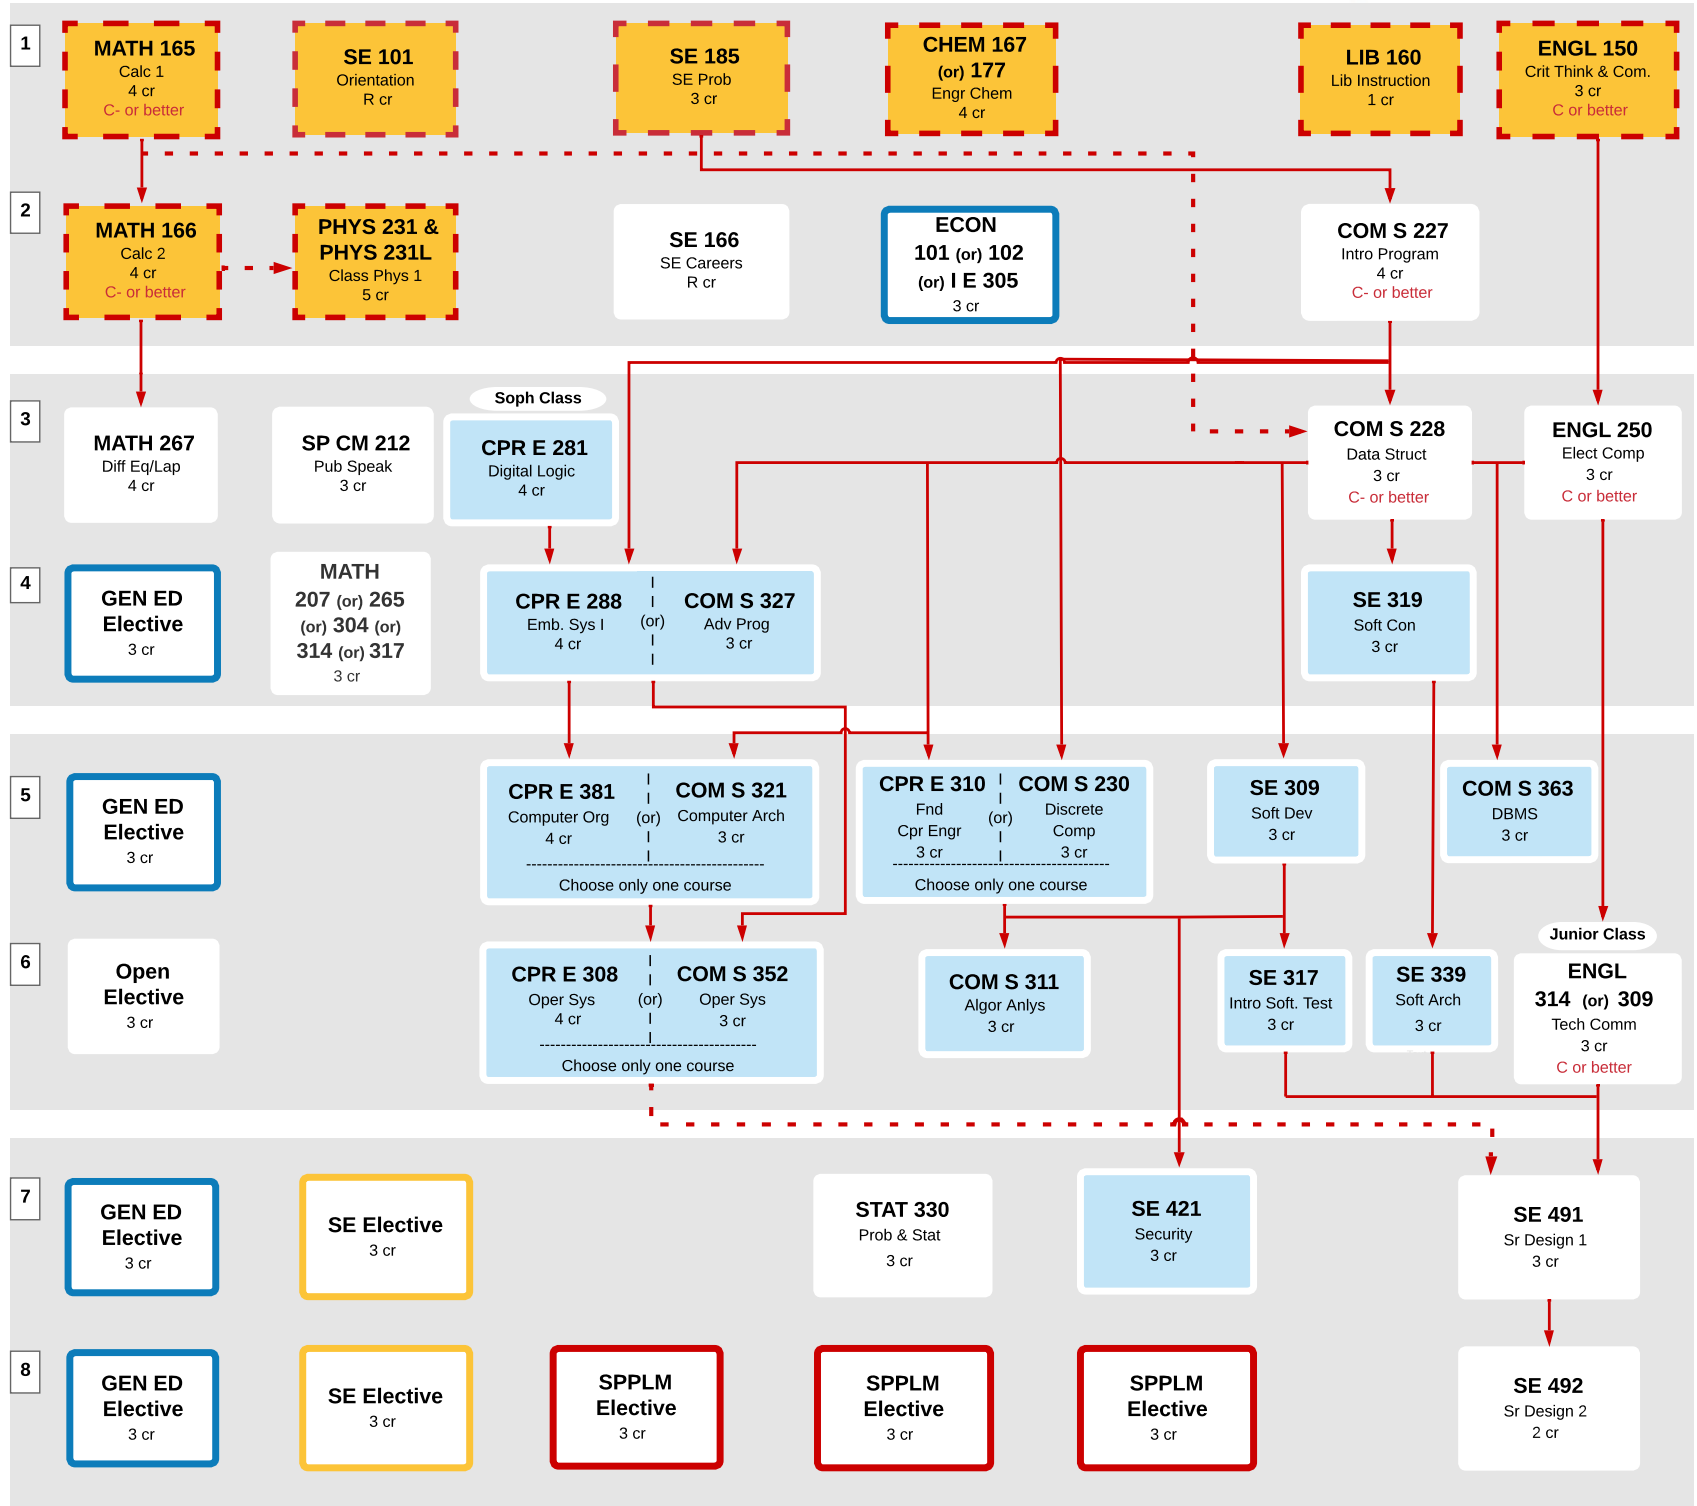 1
MATH 165
Calc 1
4 cr
C- or better
SE 101
Orientation
R cr
SE 185
SE Prob
3 cr
CHEM 167
(or) 177
Engr Chem
4 cr
LIB 160
Lib Instruction
1 cr
ENGL 150
Crit Think & Com.
3 cr
C or better
2
MATH 166
Calc 2
4 cr
C- or better
PHYS 231 &
PHYS 231L
Class Phys 1
5 cr
SE 166
SE Careers
R cr
ECON
101 (or) 102
(or) I E 305
3 cr
COM S 227
Intro Program
4 cr
C- or better
3
MATH 267
Diff Eq/Lap
4 cr
SP CM 212
Pub Speak
3 cr
Soph Class
CPR E 281
Digital Logic
4 cr
COM S 228
Data Struct
3 cr
C- or better
ENGL 250
Elect Comp
3 cr
C or better
4
GEN ED
Elective
3 cr
MATH
207 (or) 265
(or) 304 (or)
314 (or) 317
3 cr
CPR E 288
Emb. Sys I
4 cr
(or)
COM S 327
Adv Prog
3 cr
SE 319
Soft Con
3 cr
5
GEN ED
Elective
3 cr
CPR E 381
Computer Org
4 cr
(or)
COM S 321
Computer Arch
3 cr
Choose only one course
CPR E 310
Fnd
Cpr Engr
3 cr
(or)
COM S 230
Discrete
Comp
3 cr
Choose only one course
SE 309
Soft Dev
3 cr
COM S 363
DBMS
3 cr
6
Open
Elective
3 cr
CPR E 308
Oper Sys
4 cr
(or)
COM S 352
Oper Sys
3 cr
Choose only one course
COM S 311
Algor Anlys
3 cr
SE 317
Intro Soft. Test
3 cr
SE 339
Soft Arch
3 cr
Junior Class
ENGL
314 (or) 309
Tech Comm
3 cr
C or better
7
GEN ED
Elective
3 cr
SE Elective
3 cr
STAT 330
Prob & Stat
3 cr
SE 421
Security
3 cr
SE 491
Sr Design 1
3 cr
8
GEN ED
Elective
3 cr
SE Elective
3 cr
SPPLM
Elective
3 cr
SPPLM
Elective
3 cr
SPPLM
Elective
3 cr
SE 492
Sr Design 2
2 cr